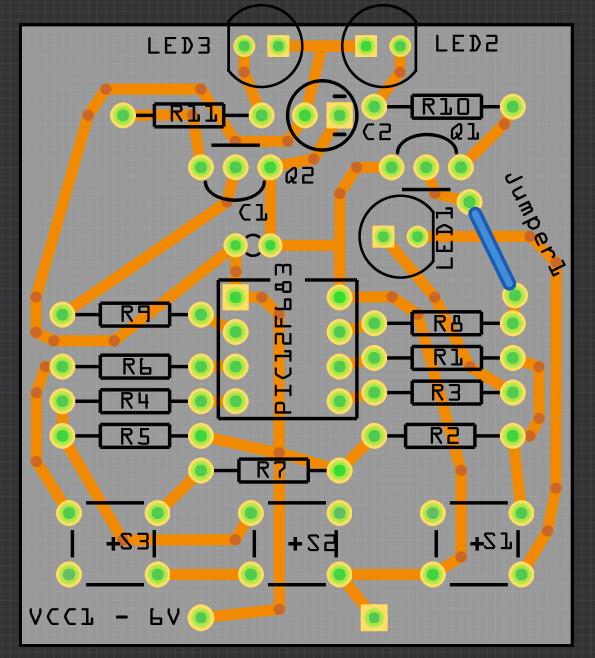 LED3
LED2
R11
R10
C2
Q1
Q2
Jumper1
C1
LED1
PIC12F683
R9
R8
R6
R1
R4
R3
R5
R2
R7
+S3
+S2
+S1
VCC1 - 6V